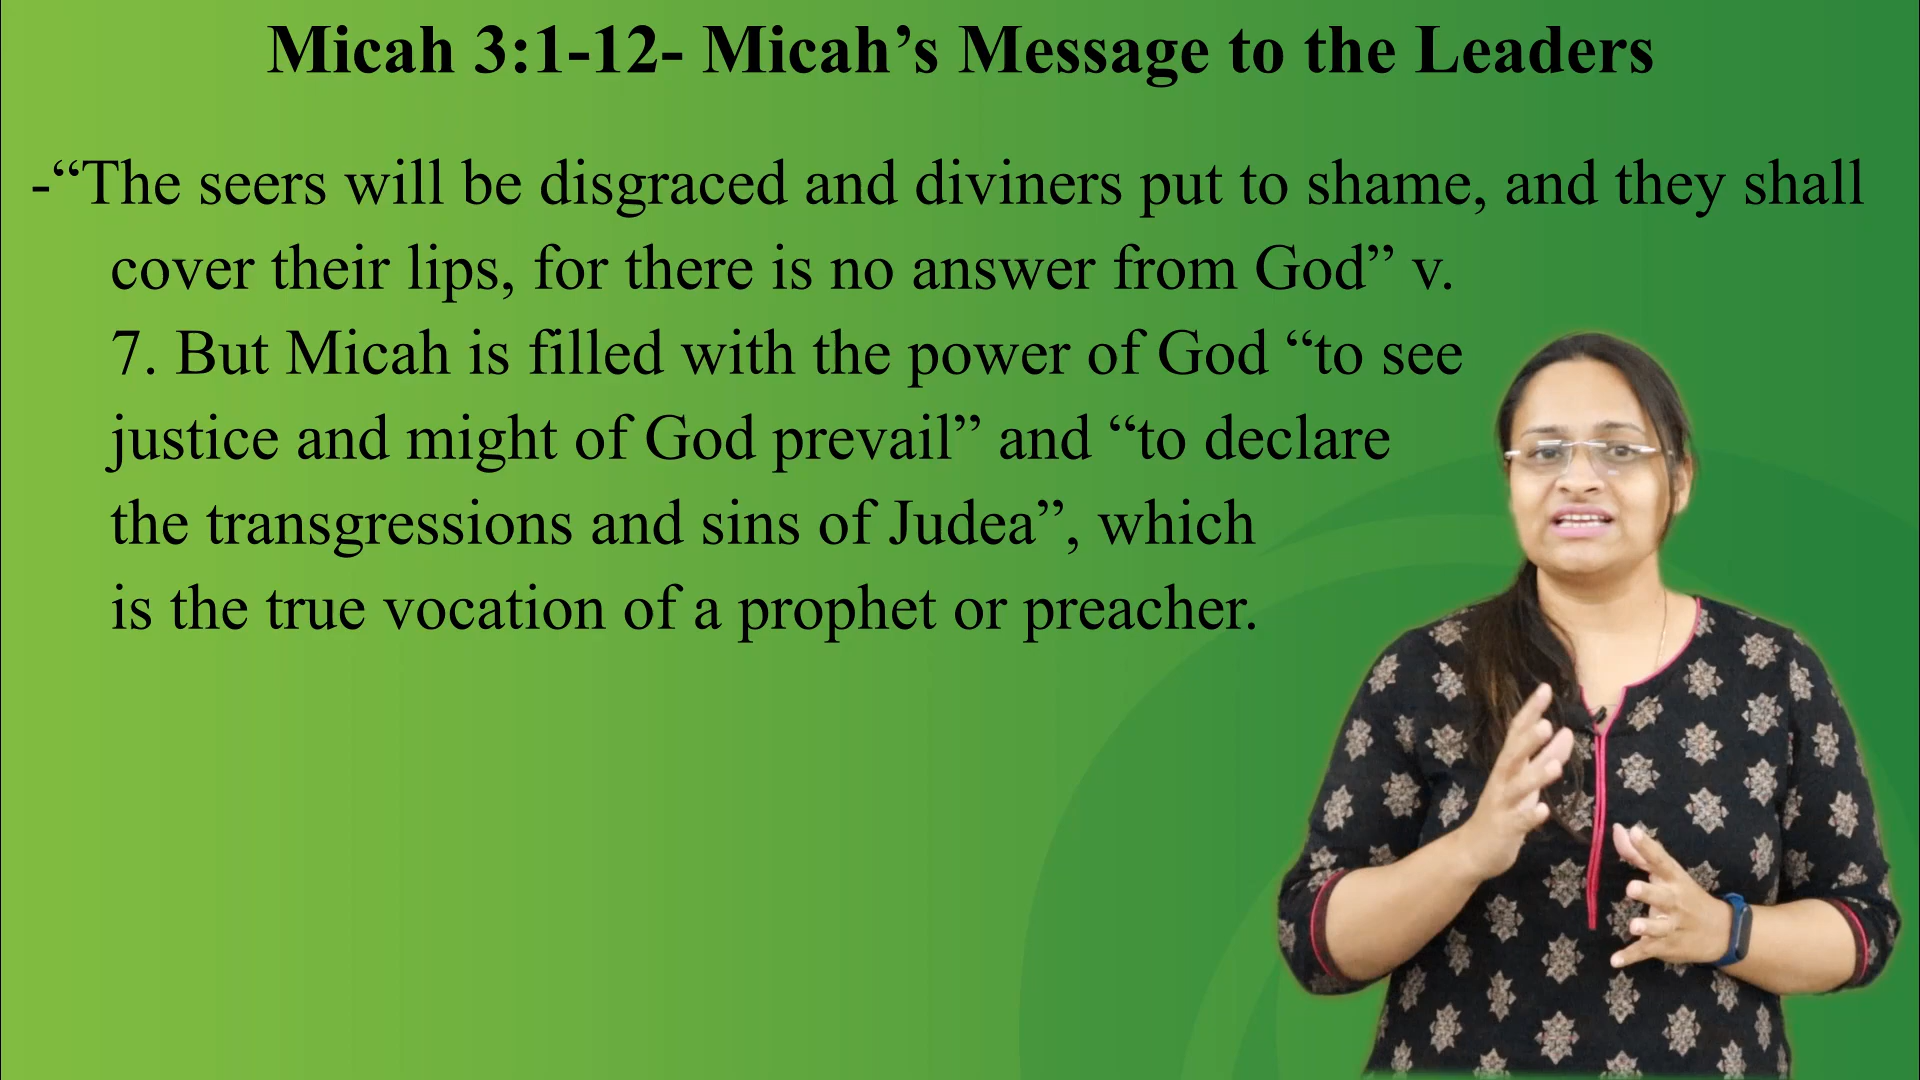 Micah 3:1-12- Micah’s Message to the Leaders
-“The seers will be disgraced and diviners put to shame, and they shall
cover their lips, for there is no answer from God” v.
7. But Micah is filled with the power of God “to see
justice and might of God prevail” and “to declare
the transgressions and sins of Judea”, which
is the true vocation of a prophet or preacher.